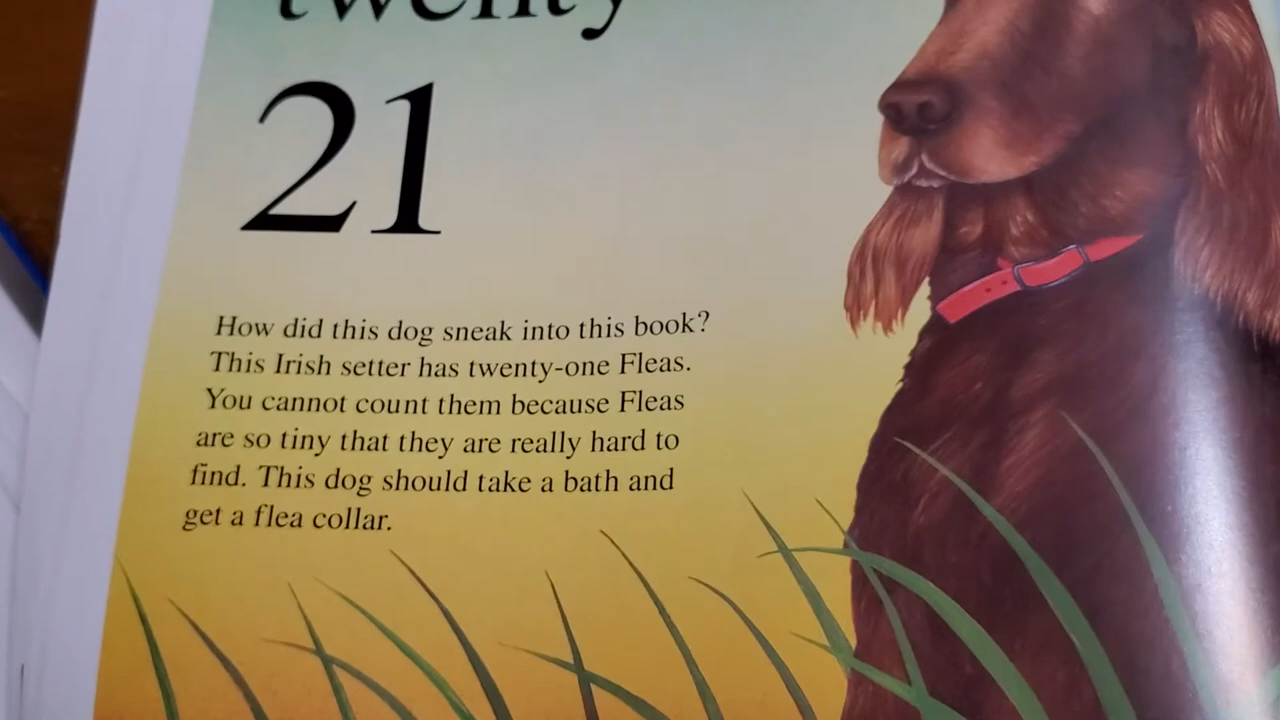 twenty
21
How did this dog sneak into this book?
This Irish setter has twenty-one Fleas.
You cannot count them because Fleas
are so tiny that they are really hard to
find. This dog should take a bath and
get a flea collar.